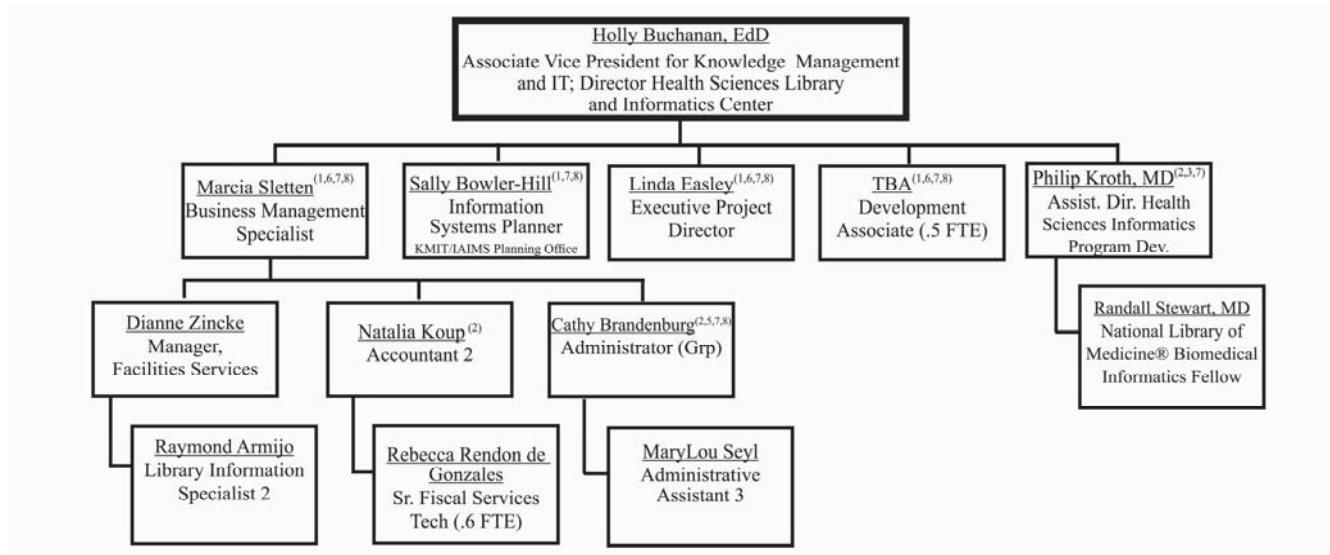 Holly Buchanan, EdD
Associate Vice President for Knowledge Management
and IT; Director Health Sciences Library
and Informatics Center
Marcia Sletten(1,6,7,8)
Business Management
Specialist
Sally Bowler-Hill(1,7,8)
Information
Systems Planner
KMIT/IAIMS Planning Office
Linda Easley(1,6,7,8)
Executive Project
Director
TBA(1,6,7,8)
Development
Associate (.5 FTE)
Philip Kroth, MD(2,3,7)
Assist. Dir. Health
Sciences Informatics
Program Dev.
Dianne Zincke
Manager,
Facilities Services
Natalia Koup(2)
Accountant 2
Cathy Brandenburg(2,5,7,8)
Administrator (Grp)
Randall Stewart, MD
National Library of
Medicine® Biomedical
Informatics Fellow
Raymond Armijo
Library Information
Specialist 2
Rebecca Rendon de
Gonzales
Sr. Fiscal Services
Tech (.6 FTE)
MaryLou Seyl
Administrative
Assistant 3